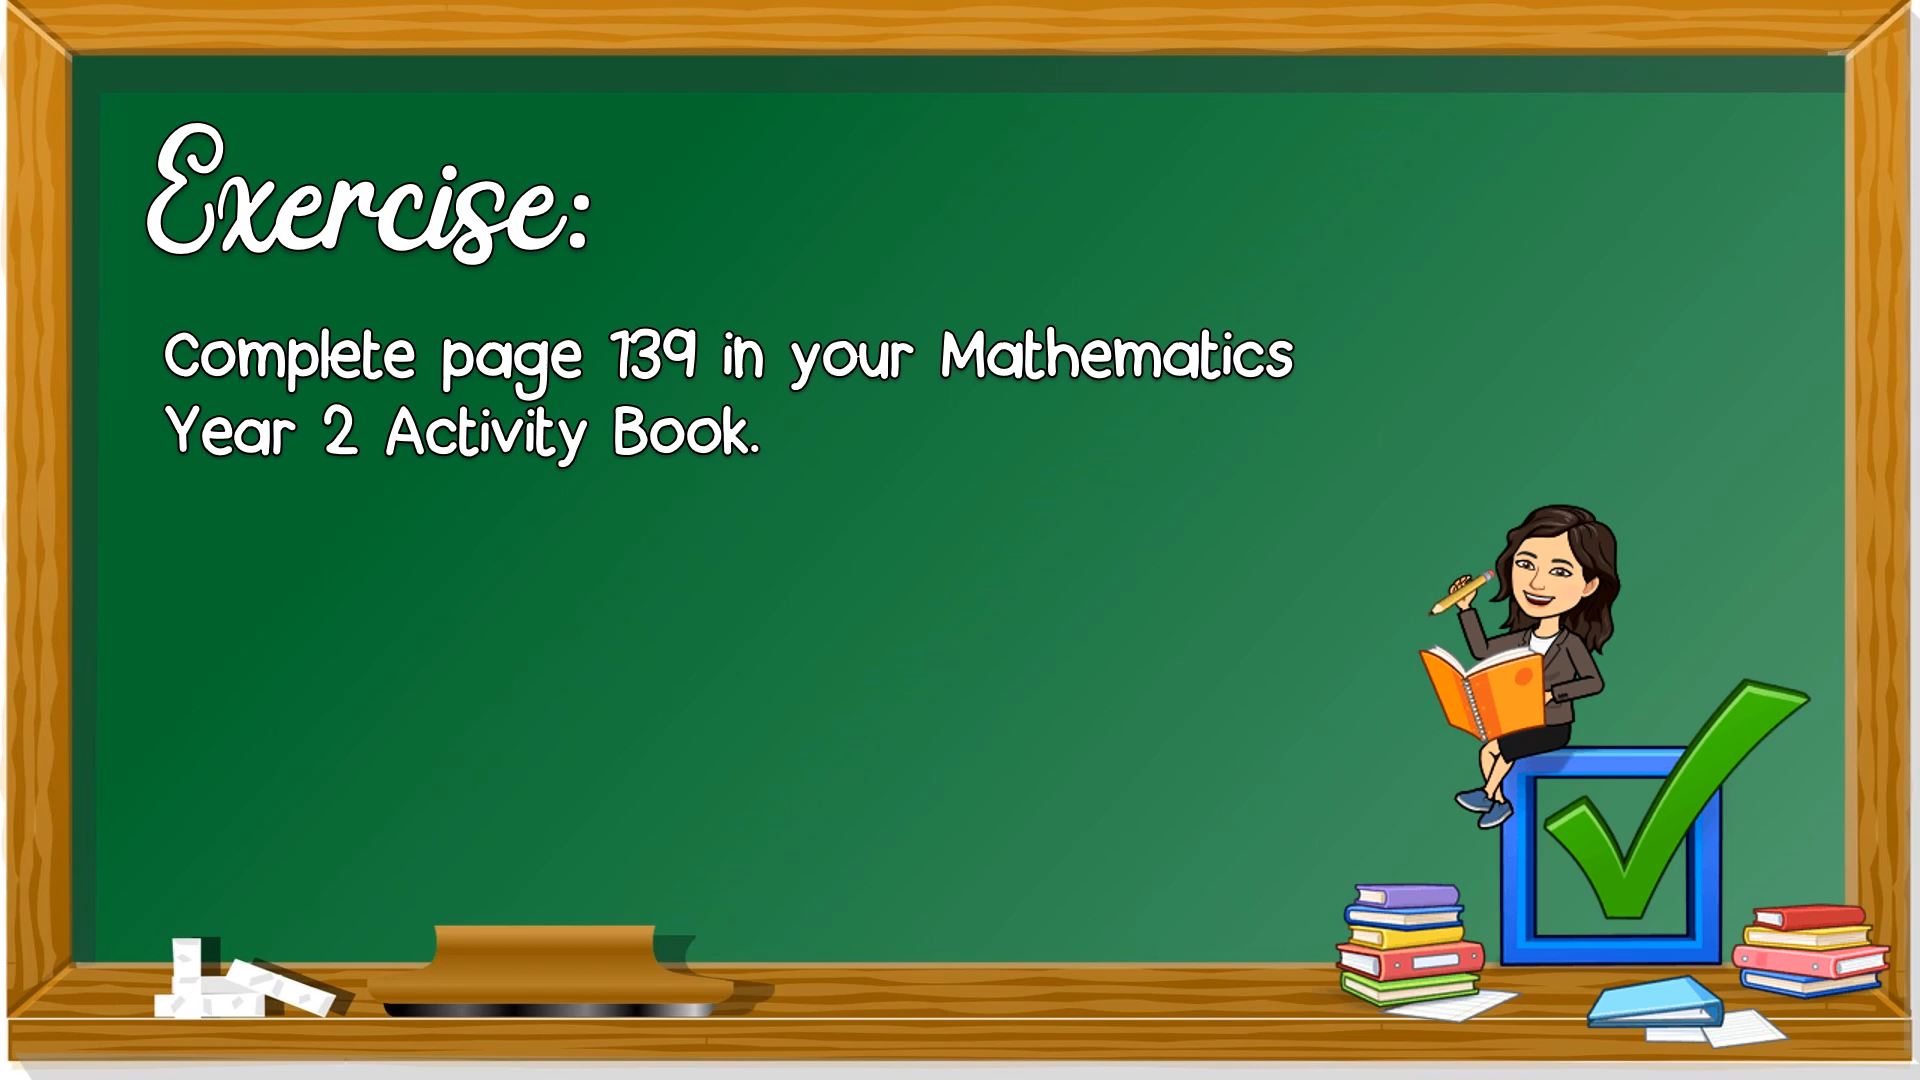 Exercise:
Complete page 139 in your Mathematics
Year 2 Activity Book.